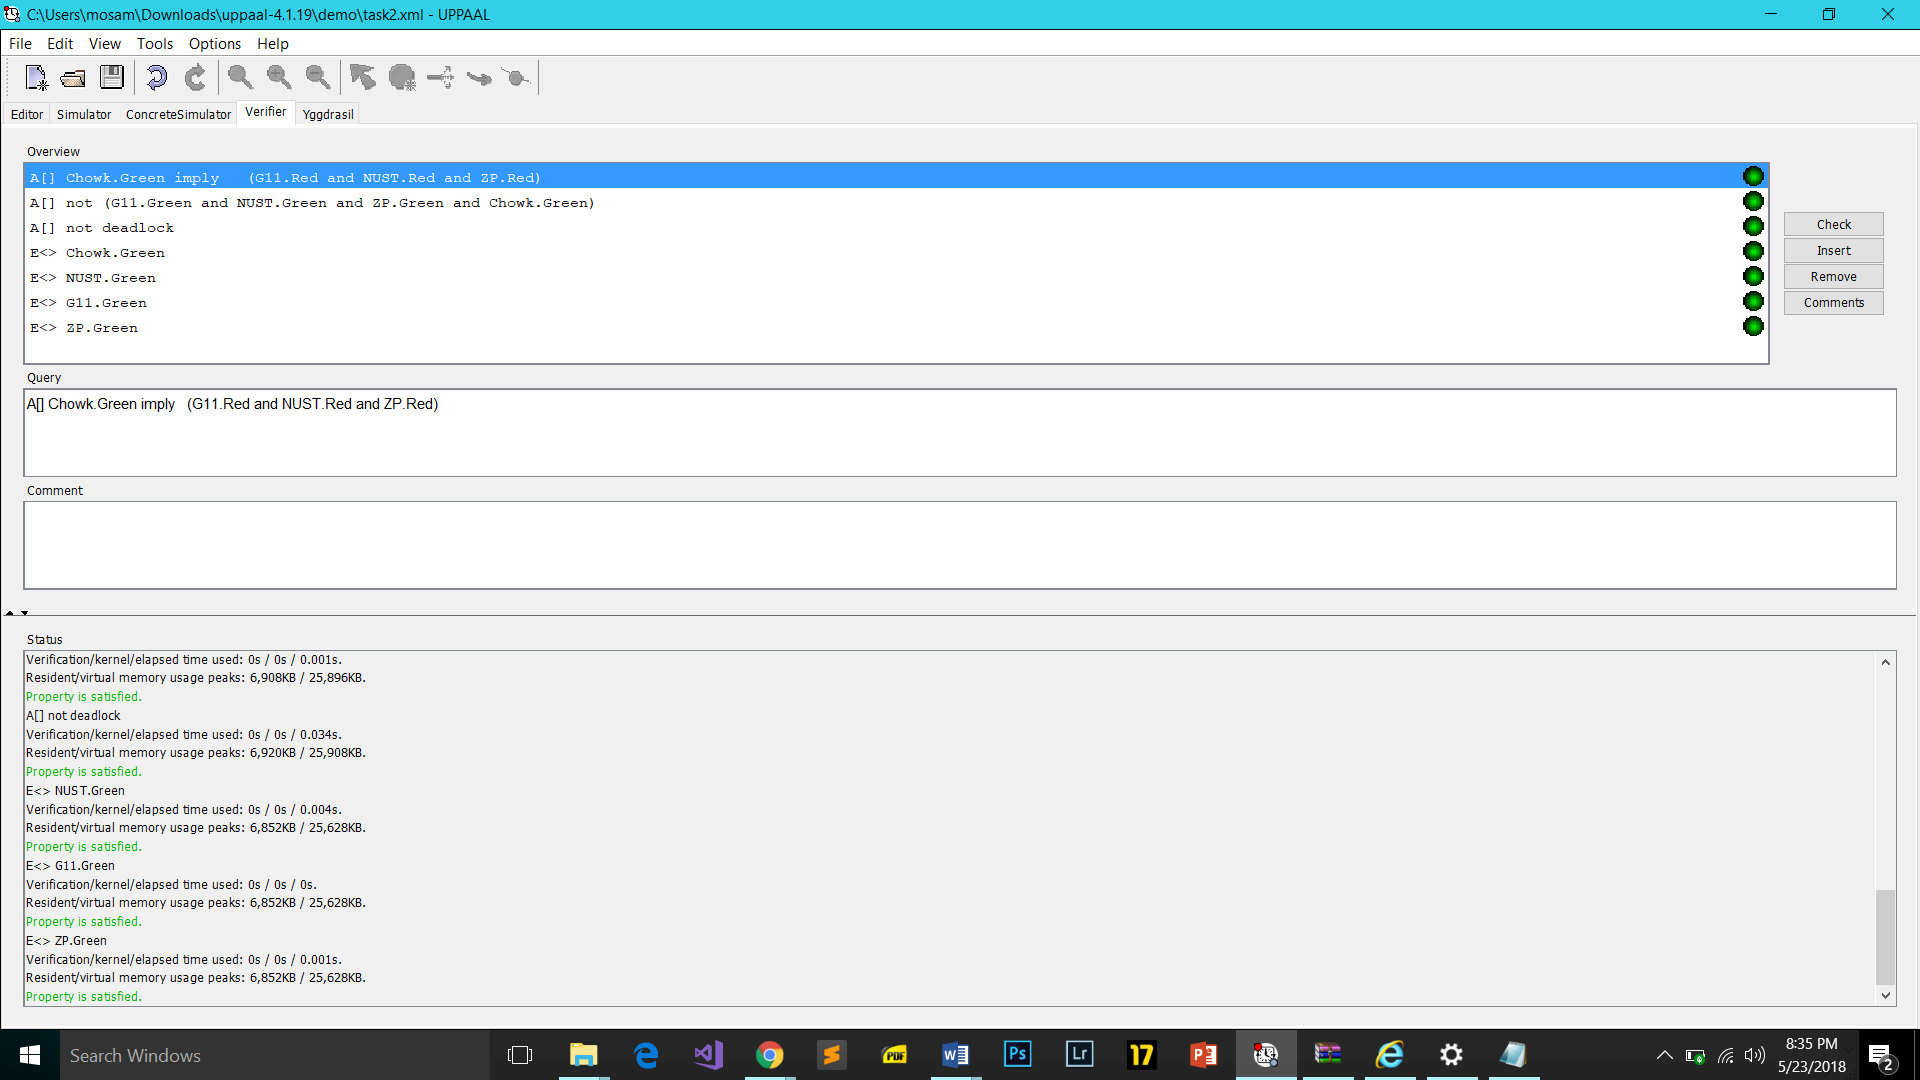 C:\Users\mosam\Downloads\uppaal-4.1.19\demo\task2.xml - UPPAAL
File Edit View Tools Options Help
Editor Simulator ConcreteSimulator Verifier Yggdrasil
Overview
A[] Chowk.Green imply   (G11.Red and NUST.Red and ZP.Red)
A[] not (G11.Green and NUST.Green and ZP.Green and Chowk.Green)
A[] not deadlock
E<> Chowk.Green
E<> NUST.Green
E<> G11.Green
E<> ZP.Green
Check
Insert
Remove
Comments
Query
A[] Chowk.Green imply   (G11.Red and NUST.Red and ZP.Red)
Comment
Status
Verification/kernel/elapsed time used: 0s / 0s / 0.001s.
Resident/virtual memory usage peaks: 6,908KB / 25,896KB.
Property is satisfied.
A[] not deadlock
Verification/kernel/elapsed time used: 0s / 0s / 0.034s.
Resident/virtual memory usage peaks: 6,920KB / 25,908KB.
Property is satisfied.
E<> NUST.Green
Verification/kernel/elapsed time used: 0s / 0s / 0.004s.
Resident/virtual memory usage peaks: 6,852KB / 25,628KB.
Property is satisfied.
E<> G11.Green
Verification/kernel/elapsed time used: 0s / 0s / 0s.
Resident/virtual memory usage peaks: 6,852KB / 25,628KB.
Property is satisfied.
E<> ZP.Green
Verification/kernel/elapsed time used: 0s / 0s / 0.001s.
Resident/virtual memory usage peaks: 6,852KB / 25,628KB.
Property is satisfied.
Search Windows
PDF
Ps
Lr
17
8:35 PM
5/23/2018
2